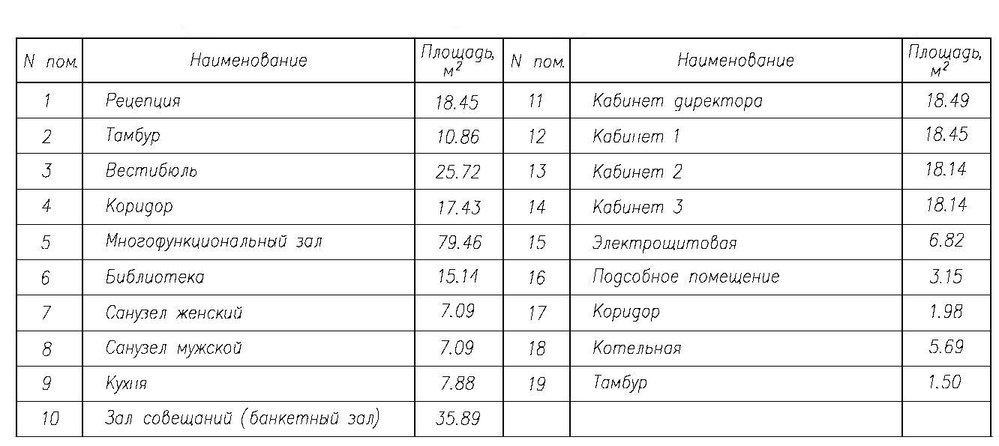 N пом. Наименование Площадь, м² N пом. Наименование Площадь, м²
1 Рецепция 18.45 11 Кабинет директора 18.49
2 Тамбур 10.86 12 Кабинет 1 18.45
3 Вестибюль 25.72 13 Кабинет 2 18.14
4 Коридор 17.43 14 Кабинет 3 18.14
5 Многофункциональный зал 79.46 15 Электрощитовая 6.82
6 Библиотека 15.14 16 Подсобное помещение 3.15
7 Санузел женский 7.09 17 Коридор 1.98
8 Санузел мужской 7.09 18 Котельная 5.69
9 Кухня 7.88 19 Тамбур 1.50
10 Зал совещаний (банкетный зал) 35.89